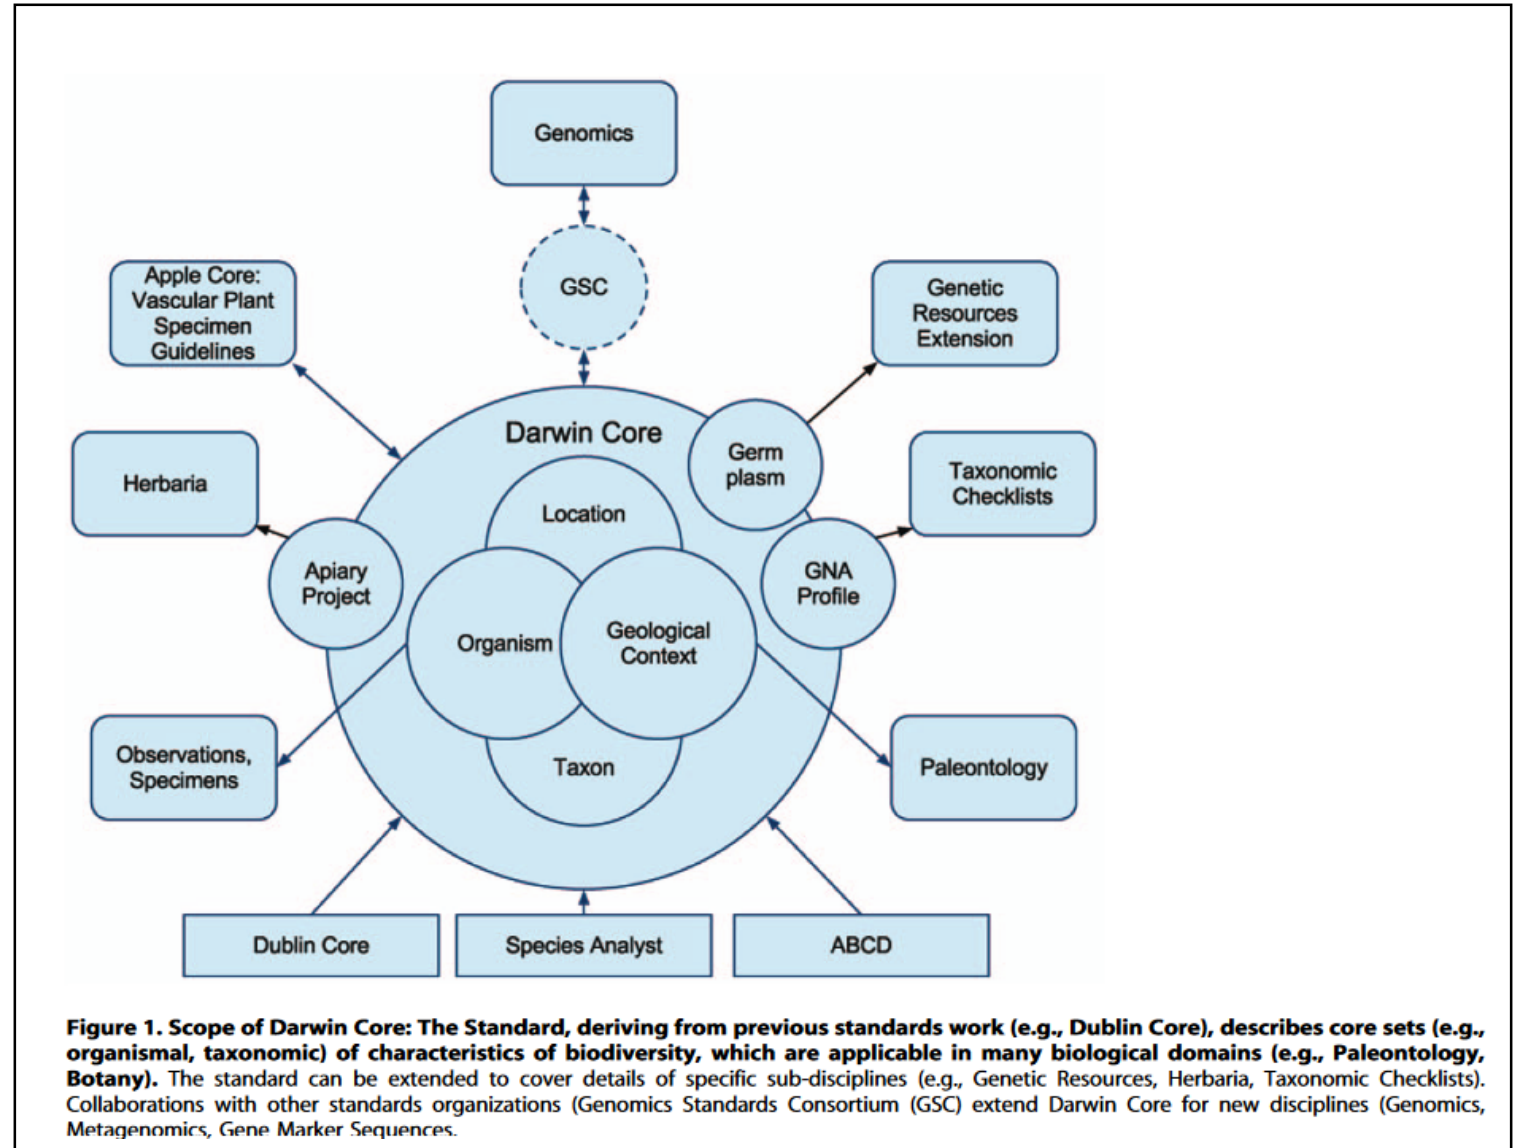 Genomics
GSC
Apple Core:
Vascular Plant
Specimen
Guidelines
Genetic
Resources
Extension
Darwin Core
Germ
plasm
Herbaria
Taxonomic
Checklists
Location
Apiary
Project
GNA
Profile
Organism
Geological
Context
Observations,
Specimens
Taxon
Paleontology
Dublin Core
Species Analyst
ABCD
Figure 1. Scope of Darwin Core: The Standard, deriving from previous standards work (e.g., Dublin Core), describes core sets (e.g.,
organismal, taxonomic) of characteristics of biodiversity, which are applicable in many biological domains (e.g., Paleontology,
Botany). The standard can be extended to cover details of specific sub-disciplines (e.g., Genetic Resources, Herbaria, Taxonomic Checklists).
Collaborations with other standards organizations (Genomics Standards Consortium (GSC) extend Darwin Core for new disciplines (Genomics,
Metagenomics, Gene Marker Sequences.